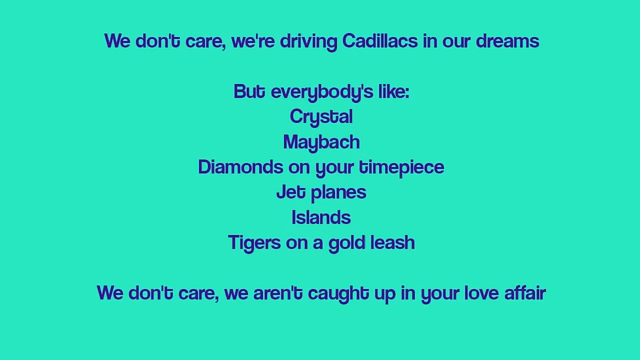 We don't care, we're driving Cadillacs in our dreams
But everybody's like:
Crystal
Maybach
Diamonds on your timepiece
Jet planes
Islands
Tigers on a gold leash
We don't care, we aren't caught up in your love affair